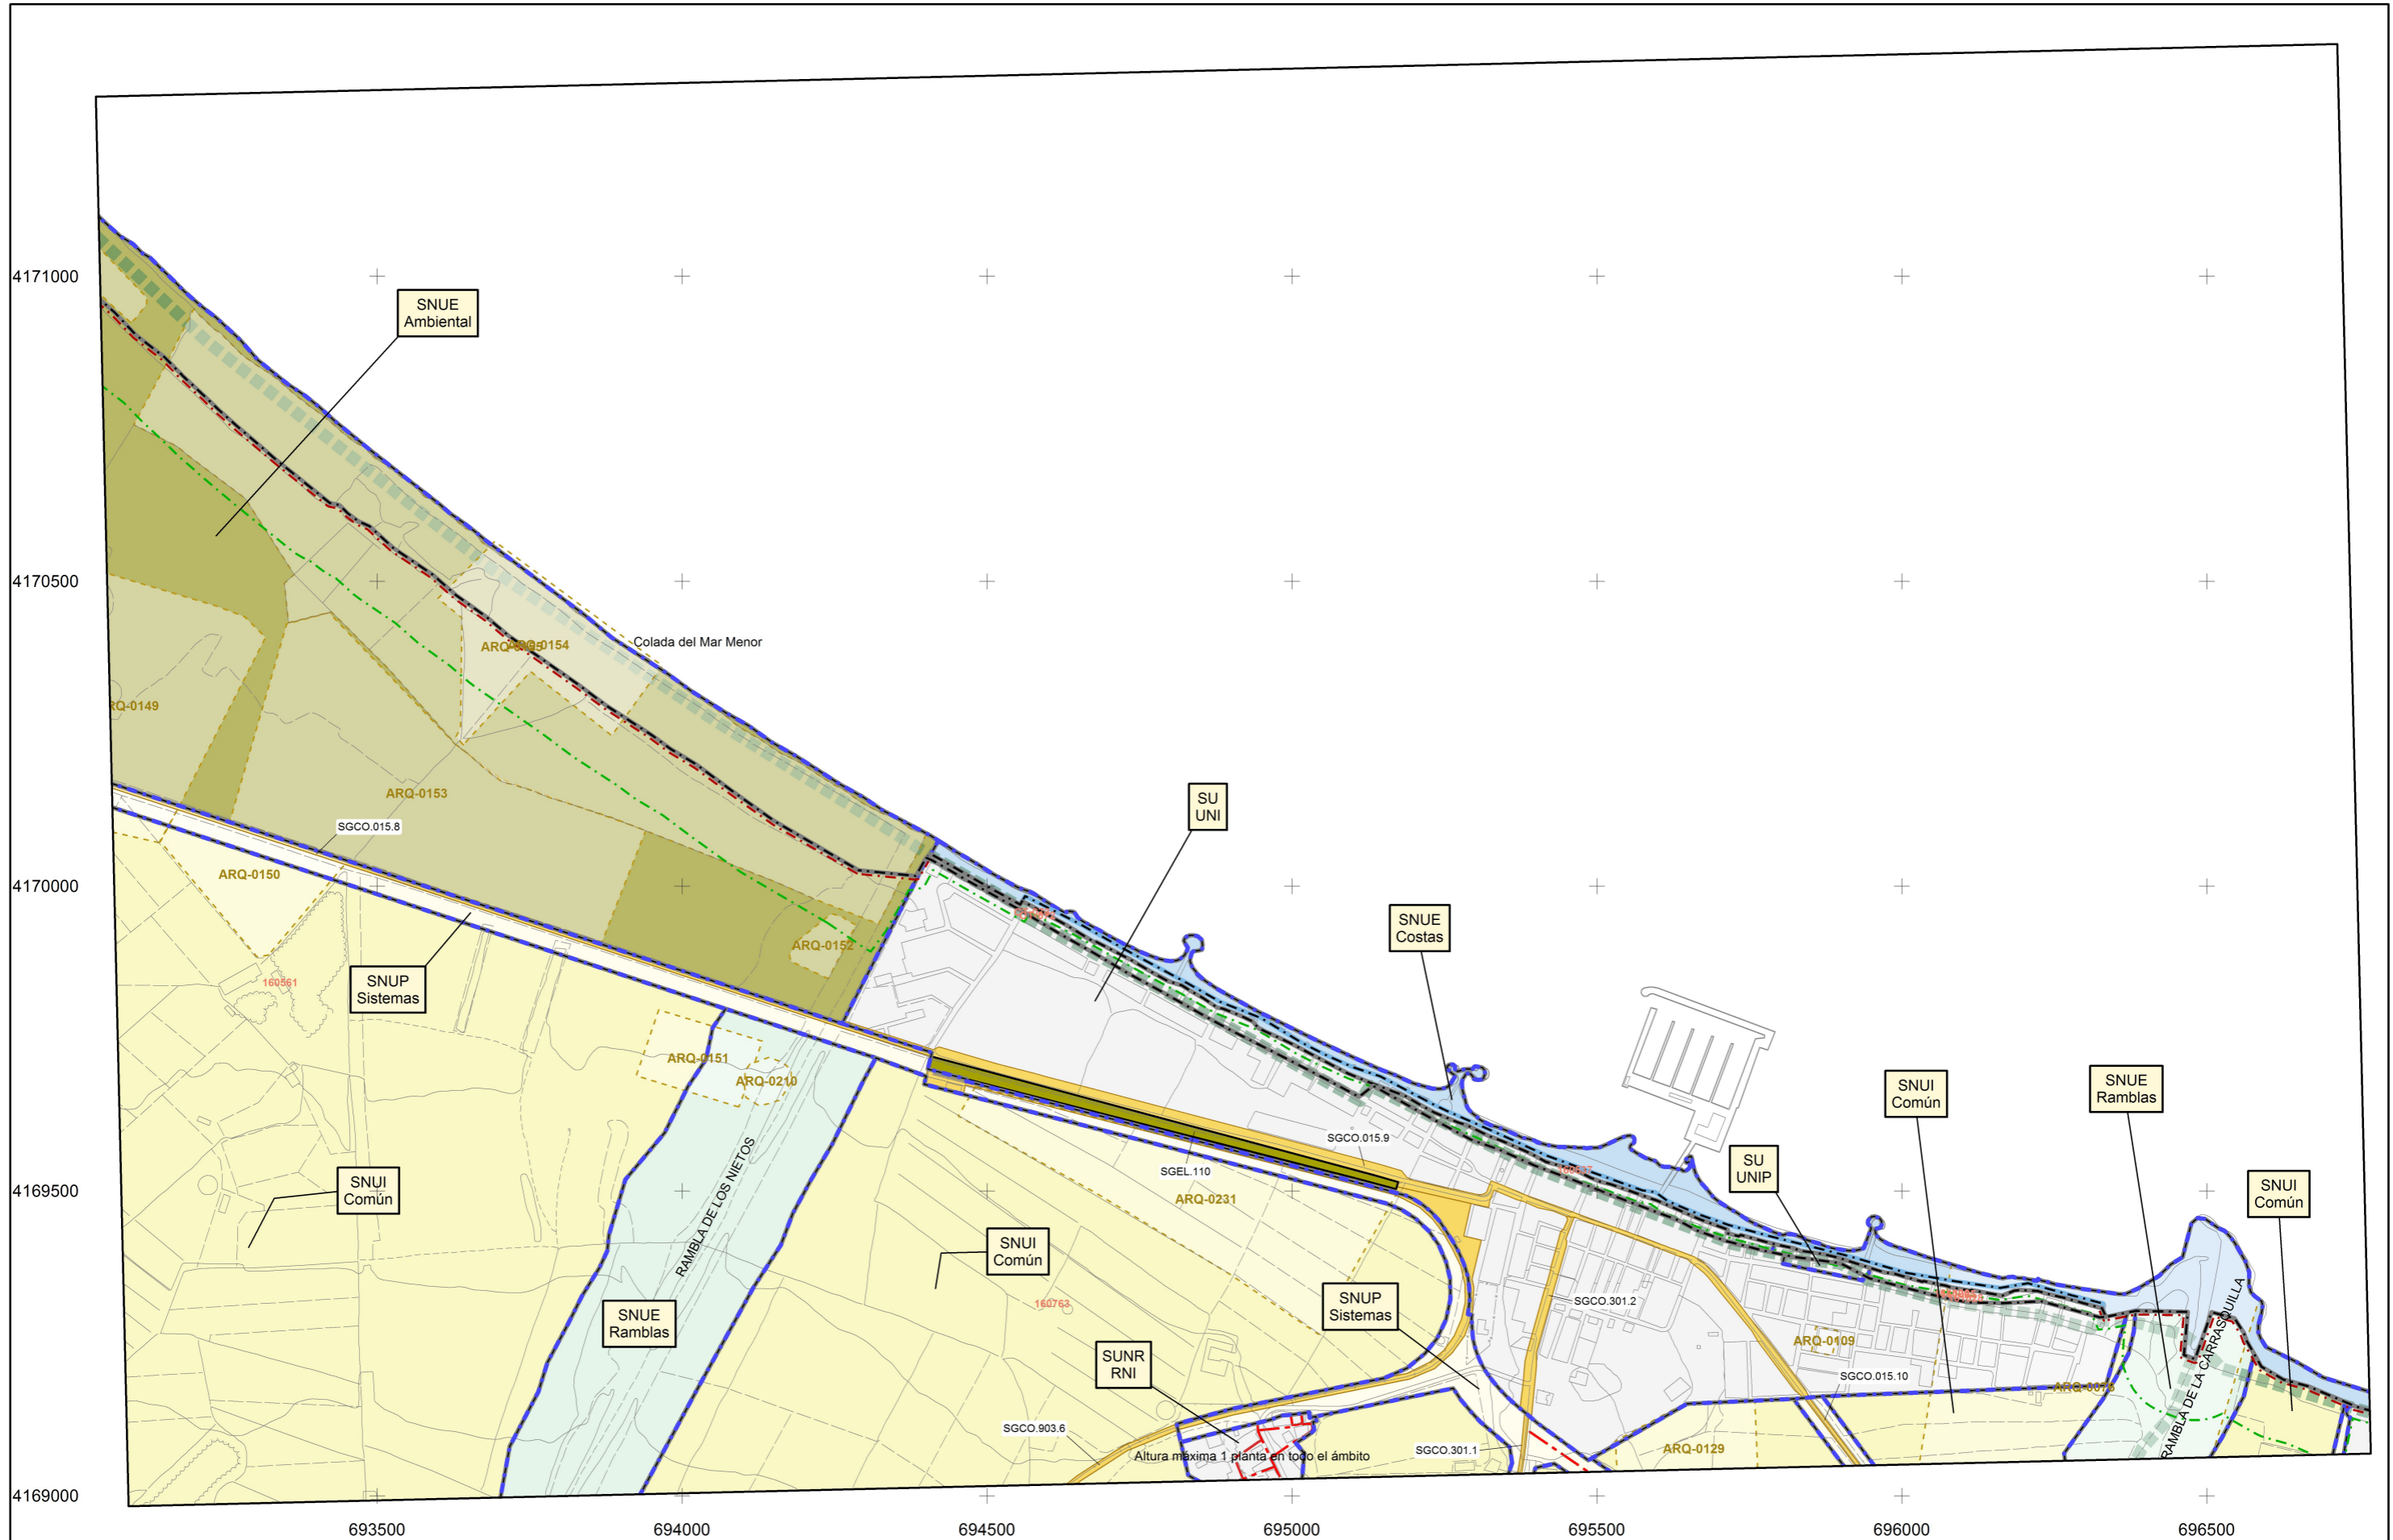 4171000
SNUE
Ambiental
4170500
ARQ-0154
Colada del Mar Menor
RQ-0149
ARQ-0153
SU
UNI
SGCO.015.8
4170000
ARQ-0150
SNUE
Costas
ARQ-0152
160561
SNUP
Sistemas
ARQ-0151
ARQ-0210
SNUI
Común
SNUE
Ramblas
SGCO.015.9
SGEL.110
SU
UNIP
4169500
SNUI
Común
ARQ-0231
SNUI
Común
RAMBLA DE LOS NIETOS
SNUI
Común
SNUE
Ramblas
160763
SNUP
Sistemas
SGCO.301.2
ARQ-0109
RAMBLA DE LA CARRASQUILLA
SUNR
RNI
SGCO.015.10
SGCO.903.6
SGCO.301.1
ARQ-0129
Altura máxima 1 planta en todo el ámbito
4169000
693500
694000
694500
695000
695500
696000
696500